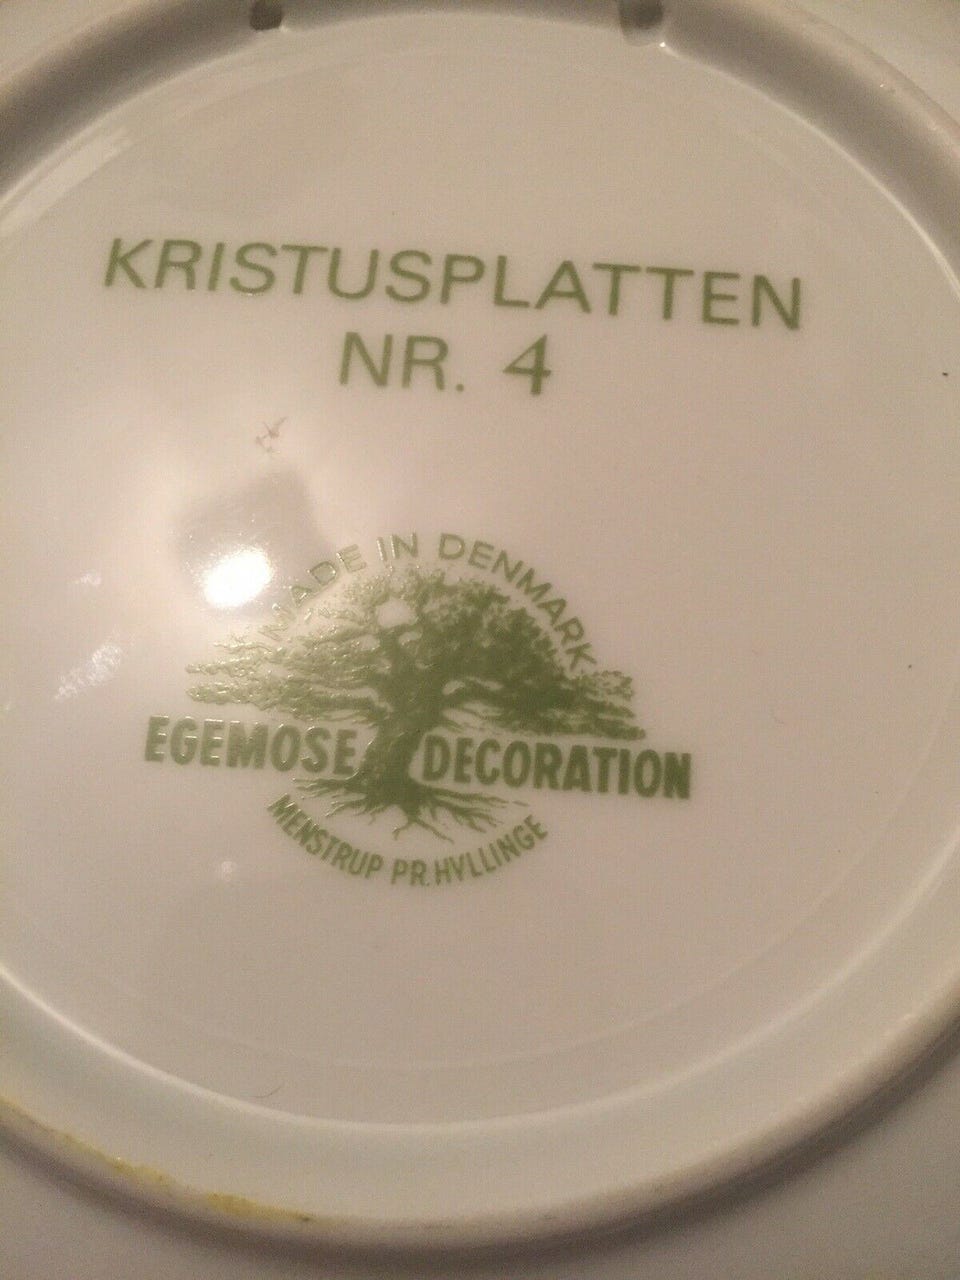 KRISTUSPLATTEN
NR. 4
MADE IN DENMARK
EGEMOSE DECORATION
MENSTRUP PR. HYLLINGE